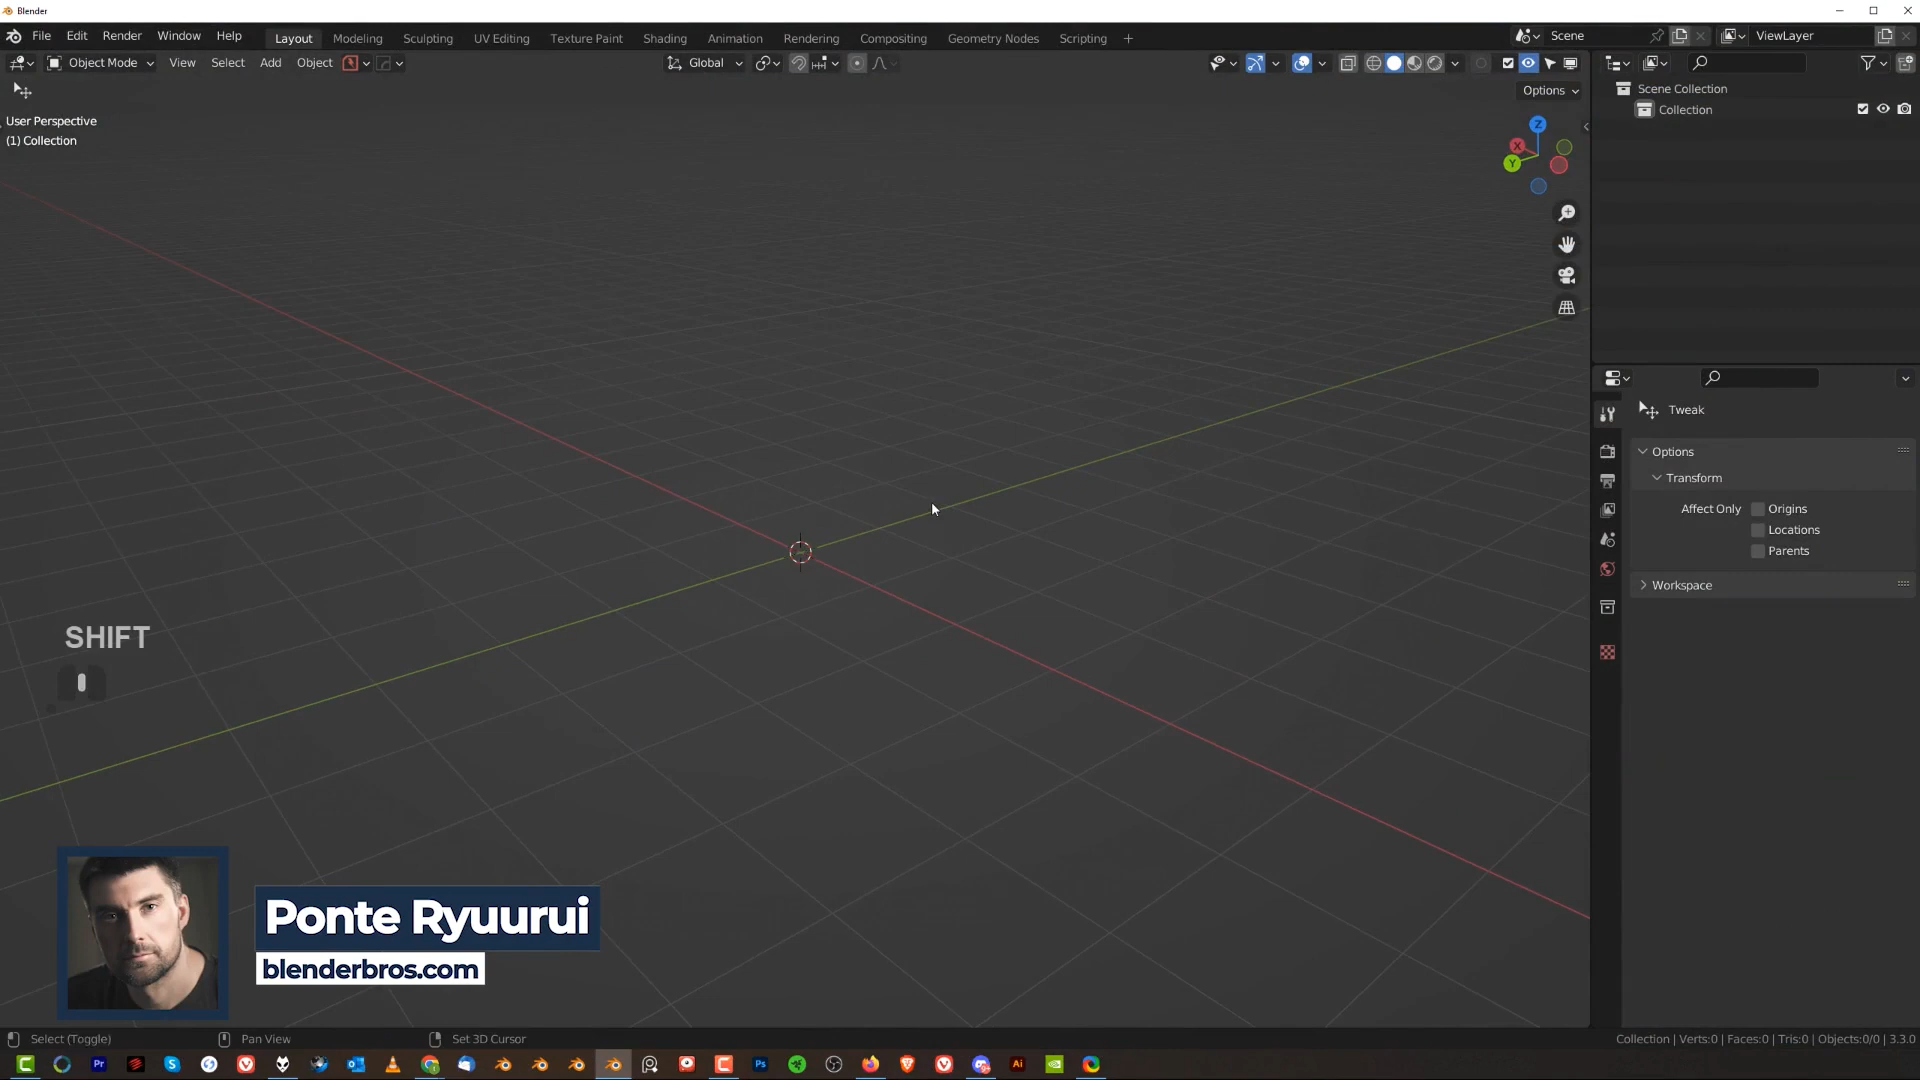 Blender
File Edit Render Window Help Layout Modeling Sculpting UV Editing Texture Paint Shading Animation Rendering Compositing Geometry Nodes Scripting + Scene ViewLayer
Object Mode View Select Add Object Global
Options
User Perspective
(1) Collection
Z
X
Y
Scene Collection
Collection
Tweak
Options
Transform
Affect Only Origins
Locations
Parents
Workspace
SHIFT
Ponte Ryuurui
blenderbros.com
Select (Toggle) Pan View Set 3D Cursor Collection | Verts:0 | Faces:0 | Tris:0 | Objects:0/0 | 3.3.0
Pr Ps Ai